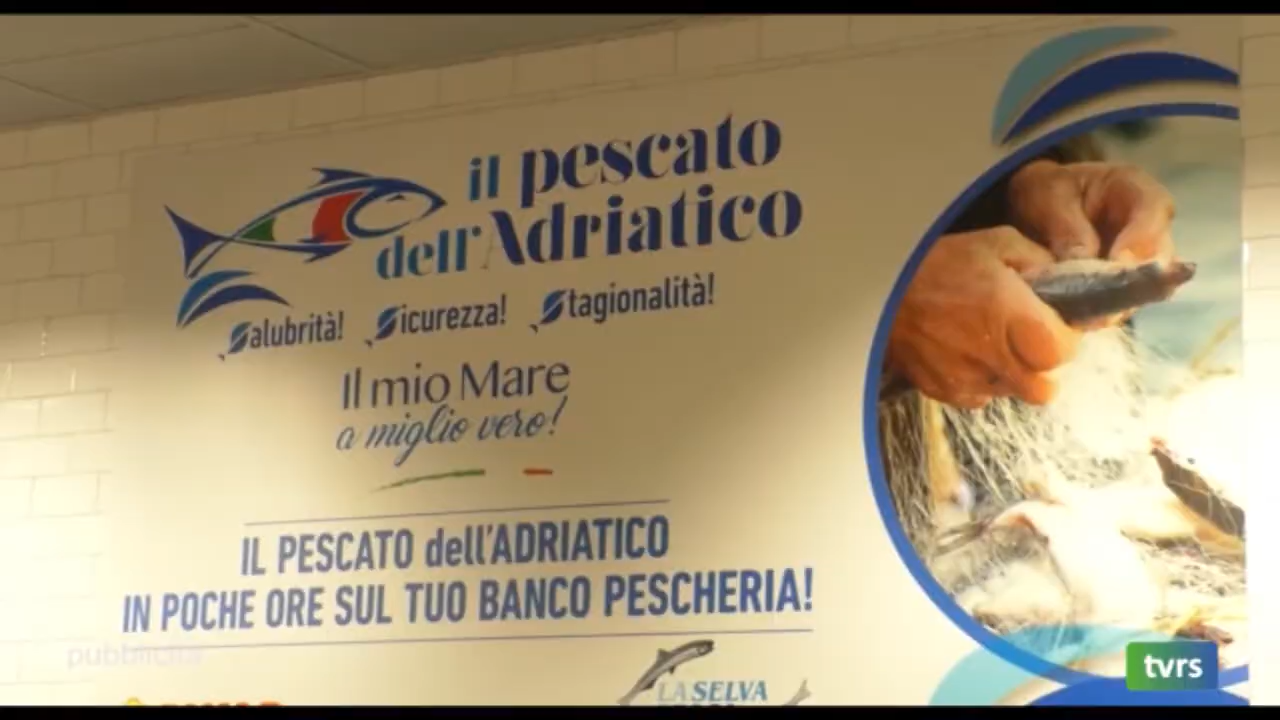 il pescato
dell'Adriatico
Salubrità! Sicurezza! Stagionalità!
Il mio Mare
a miglio vero!
IL PESCATO dell'ADRIATICO
IN POCHE ORE SUL TUO BANCO PESCHERIA!
pubblicità
LA SELVA
tvrs